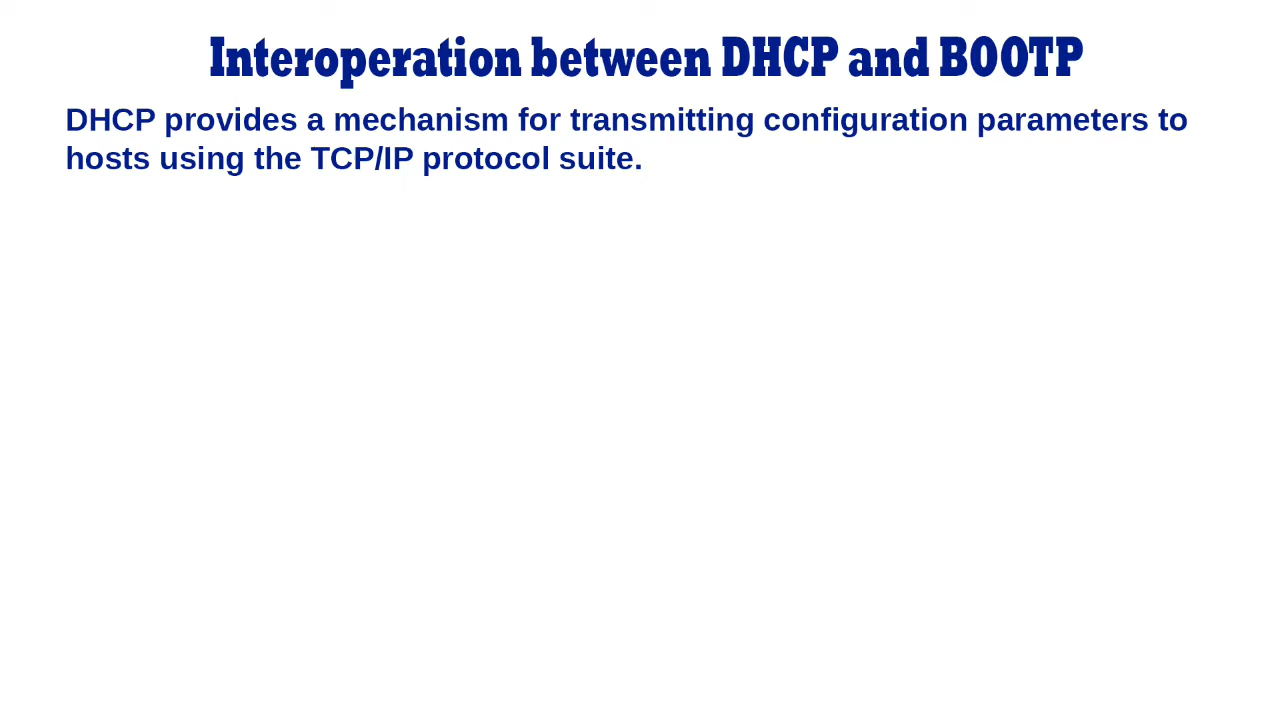 Interoperation between DHCP and BOOTP
DHCP provides a mechanism for transmitting configuration parameters to
hosts using the TCP/IP protocol suite.